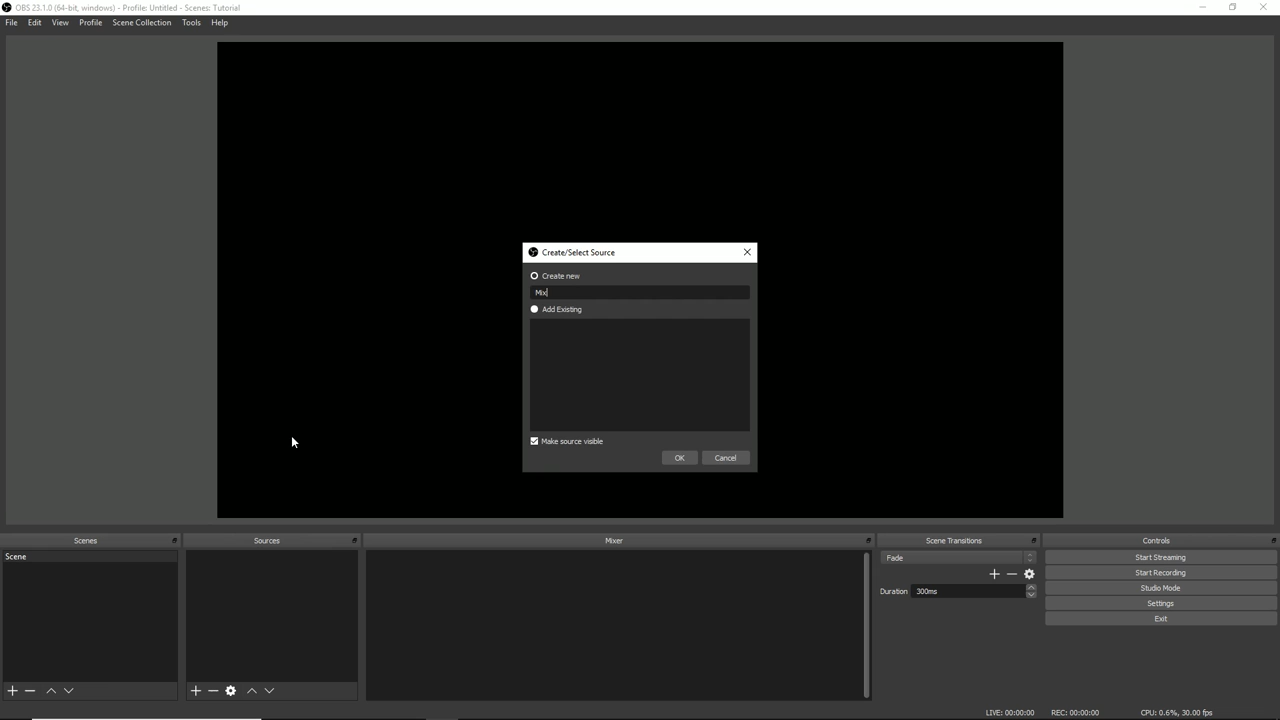 OBS 23.1.0 (64-bit, windows) - Profile: Untitled - Scenes: Tutorial
File Edit View Profile Scene Collection Tools Help
Create/Select Source
Create new
Mix
Add Existing
Make source visible
OK Cancel
Scenes Sources Mixer Scene Transitions Controls
Scene
Fade
Duration 300ms
Start Streaming
Start Recording
Studio Mode
Settings
Exit
LIVE: 00:00:00 REC: 00:00:00 CPU: 0.6%, 30.00 fps